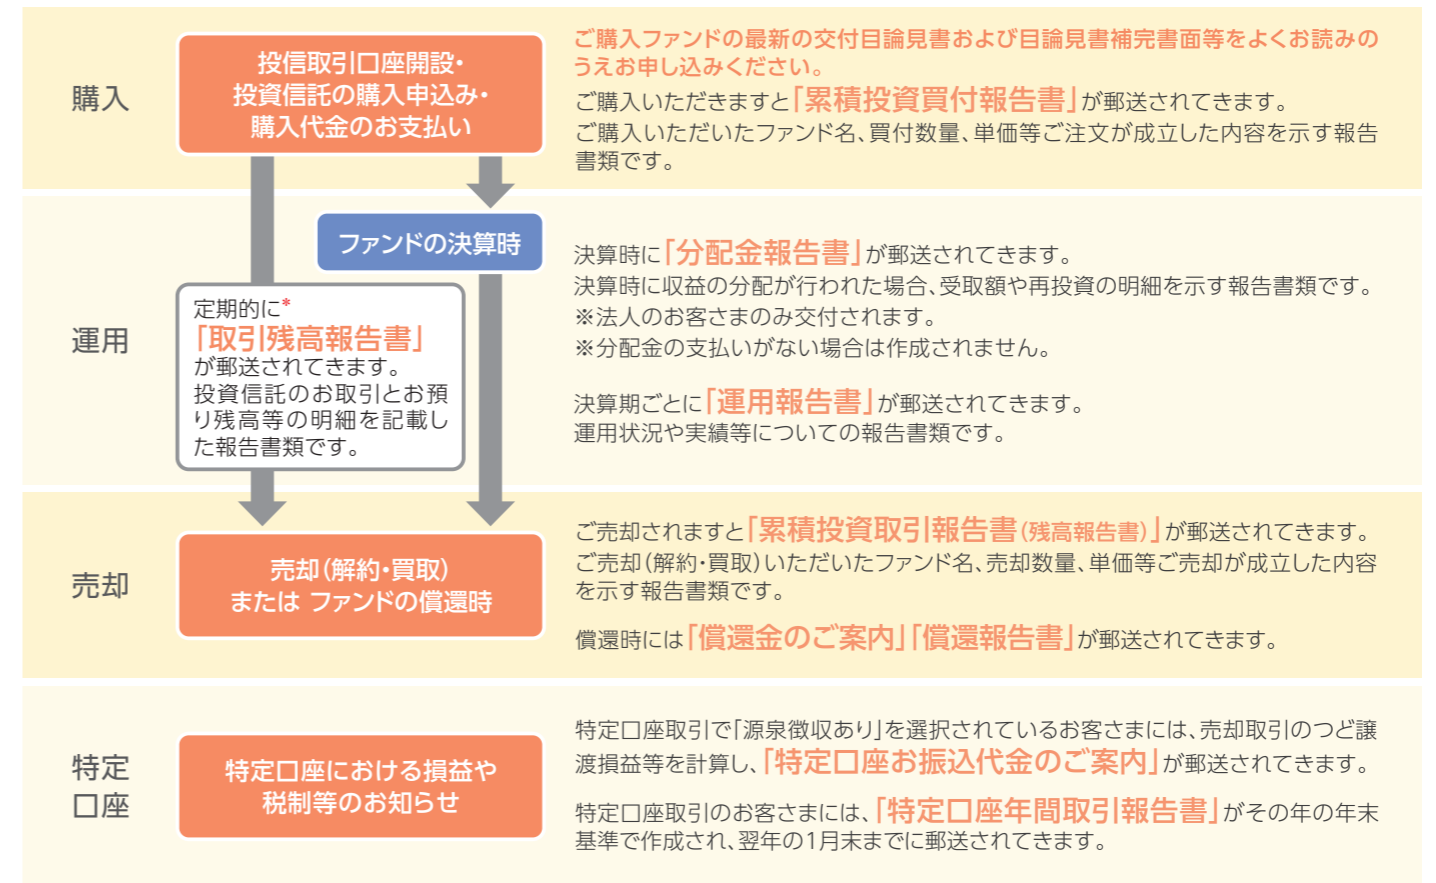 購入
投信取引口座開設・
投資信託の購入申込み・
購入代金のお支払い
ご購入ファンドの最新の交付目論見書および目論見書補完書面等をよくお読みの
うえお申し込みください。
ご購入いただきますと「累積投資買付報告書」が郵送されてきます。
ご購入いただいたファンド名、買付数量、単価等ご注文が成立した内容を示す報告
書類です。
運用
ファンドの決算時
定期的に*
「取引残高報告書」
が郵送されてきます。
投資信託のお取引とお預
り残高等の明細を記載し
た報告書類です。
決算時に「分配金報告書」が郵送されてきます。
決算時に収益の分配が行われた場合、受取額や再投資の明細を示す報告書類です。
※法人のお客さまのみ交付されます。
※分配金の支払いがない場合は作成されません。
決算期ごとに「運用報告書」が郵送されてきます。
運用状況や実績等についての報告書類です。
売却
売却（解約・買取）
または ファンドの償還時
ご売却されますと「累積投資取引報告書（残高報告書）」が郵送されてきます。
ご売却（解約・買取）いただいたファンド名、売却数量、単価等ご売却が成立した内容
を示す報告書類です。
償還時には「償還金のご案内」「償還報告書」が郵送されてきます。
特定
口座
特定口座における損益や
税制等のお知らせ
特定口座取引で「源泉徴収あり」を選択されているお客さまには、売却取引のつど譲
渡損益等を計算し、「特定口座お振込代金のご案内」が郵送されてきます。
特定口座取引のお客さまには、「特定口座年間取引報告書」がその年の年末
基準で作成され、翌年の1月末までに郵送されてきます。